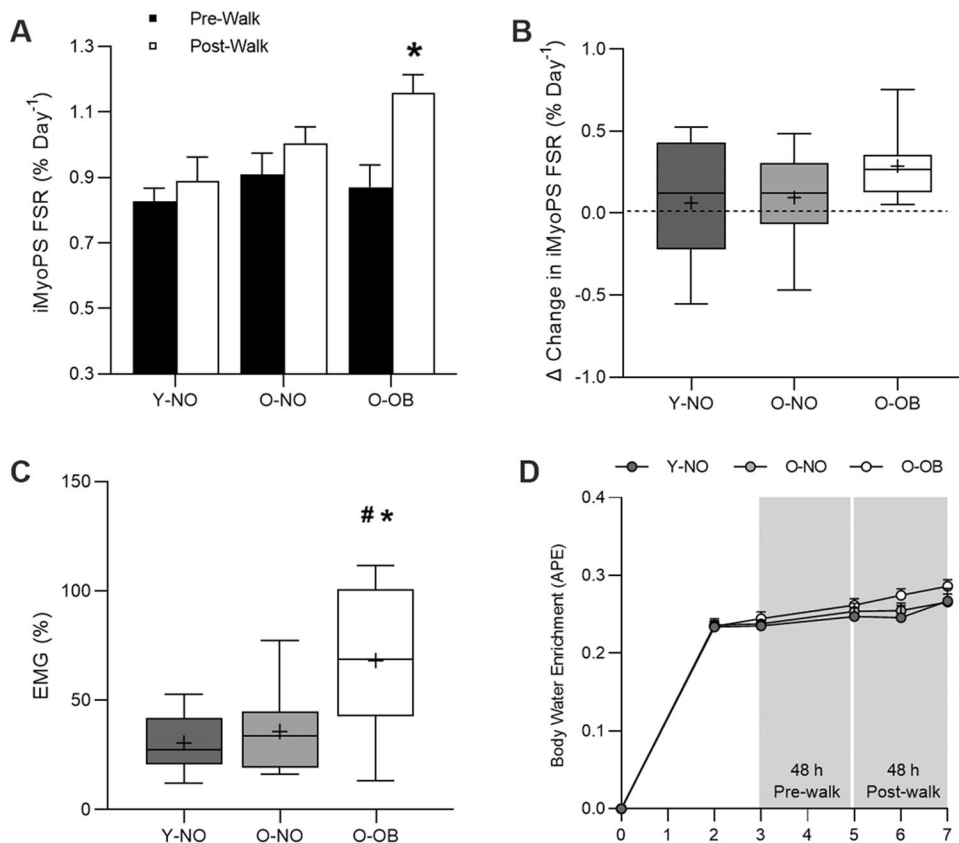 A
Pre-Walk
Post-Walk
iMyoPS FSR (% Day-1)
1.3
1.1
0.9
0.7
0.5
0.3
*
Y-NO O-NO O-OB
B
Δ Change in iMyoPS FSR (% Day-1)
1.0
0.5
0.0
-0.5
-1.0
Y-NO O-NO O-OB
C
EMG (%)
150
100
50
0
# *
Y-NO O-NO O-OB
D
Y-NO O-NO O-OB
Body Water Enrichment (APE)
0.4
0.3
0.2
0.1
0.0
48 h
Pre-walk
48 h
Post-walk
0 1 2 3 4 5 6 7